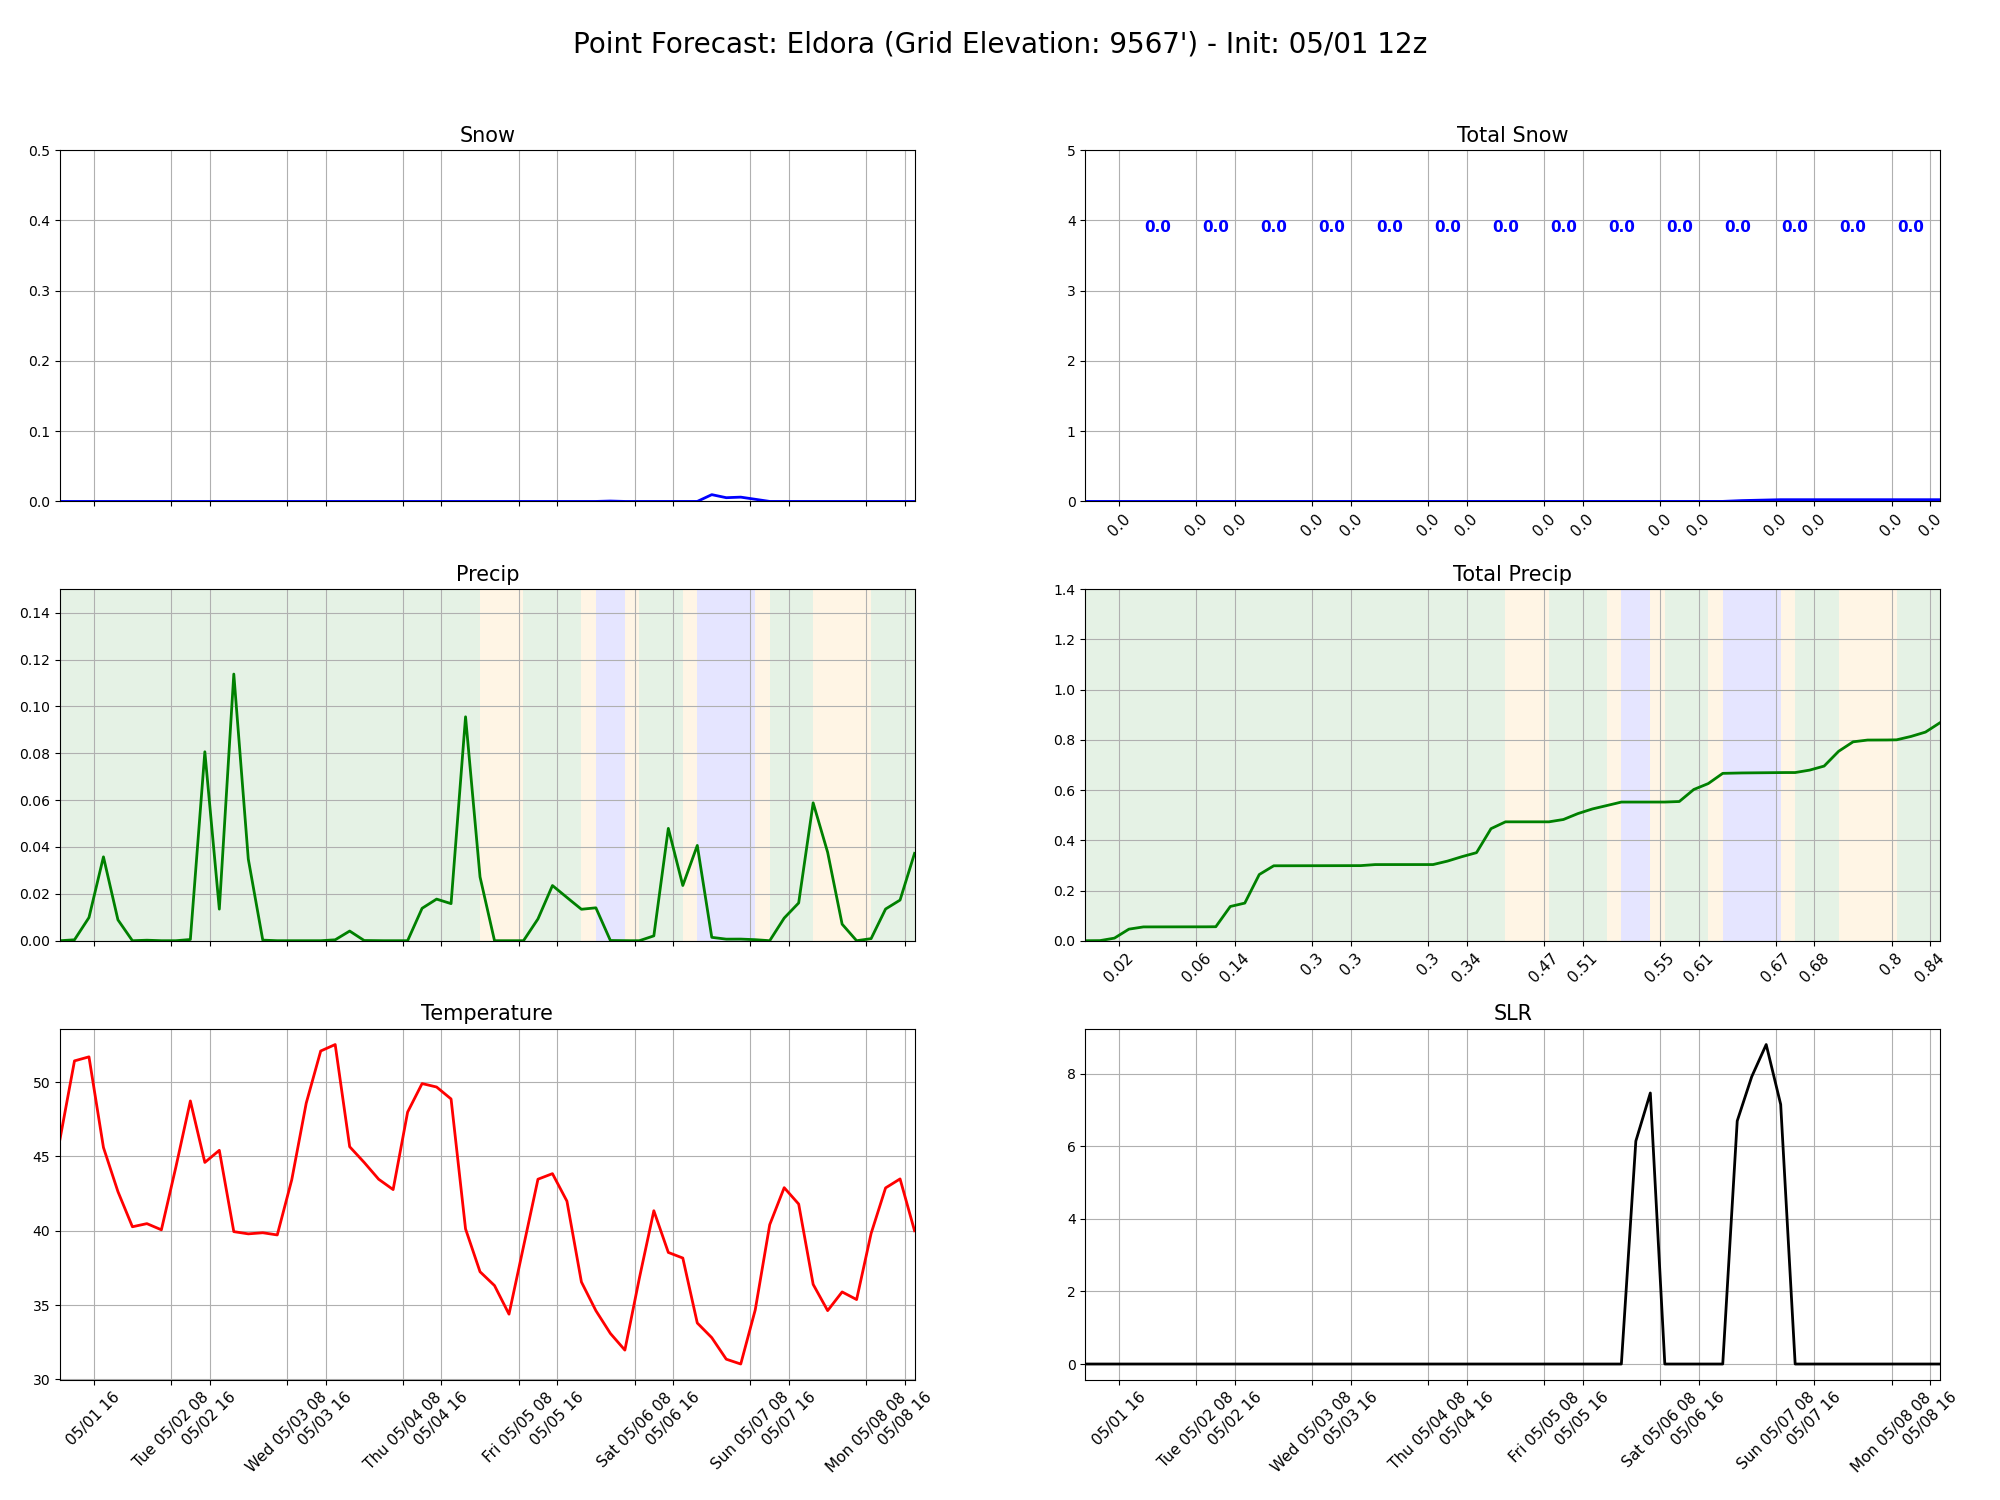 Point Forecast: Eldora (Grid Elevation: 9567') - Init: 05/01 12z
Snow
0.5
0.4
0.3
0.2
0.1
0.0
Total Snow
5
4
3
2
1
0
0.0 0.0 0.0 0.0 0.0 0.0 0.0 0.0 0.0 0.0 0.0 0.0 0.0 0.0
0.0 0.0 0.0 0.0 0.0 0.0 0.0 0.0 0.0 0.0 0.0 0.0 0.0 0.0 0.0
Precip
0.14
0.12
0.10
0.08
0.06
0.04
0.02
0.00
Total Precip
1.4
1.2
1.0
0.8
0.6
0.4
0.2
0.0
0.02 0.06 0.14 0.3 0.3 0.3 0.34 0.47 0.51 0.55 0.61 0.67 0.68 0.8 0.84
Temperature
50
45
40
35
30
05/01 16
Tue 05/02 08
05/02 16
Wed 05/03 08
05/03 16
Thu 05/04 08
05/04 16
Fri 05/05 08
05/05 16
Sat 05/06 08
05/06 16
Sun 05/07 08
05/07 16
Mon 05/08 08
05/08 16
SLR
8
6
4
2
0
05/01 16
Tue 05/02 08
05/02 16
Wed 05/03 08
05/03 16
Thu 05/04 08
05/04 16
Fri 05/05 08
05/05 16
Sat 05/06 08
05/06 16
Sun 05/07 08
05/07 16
Mon 05/08 08
05/08 16